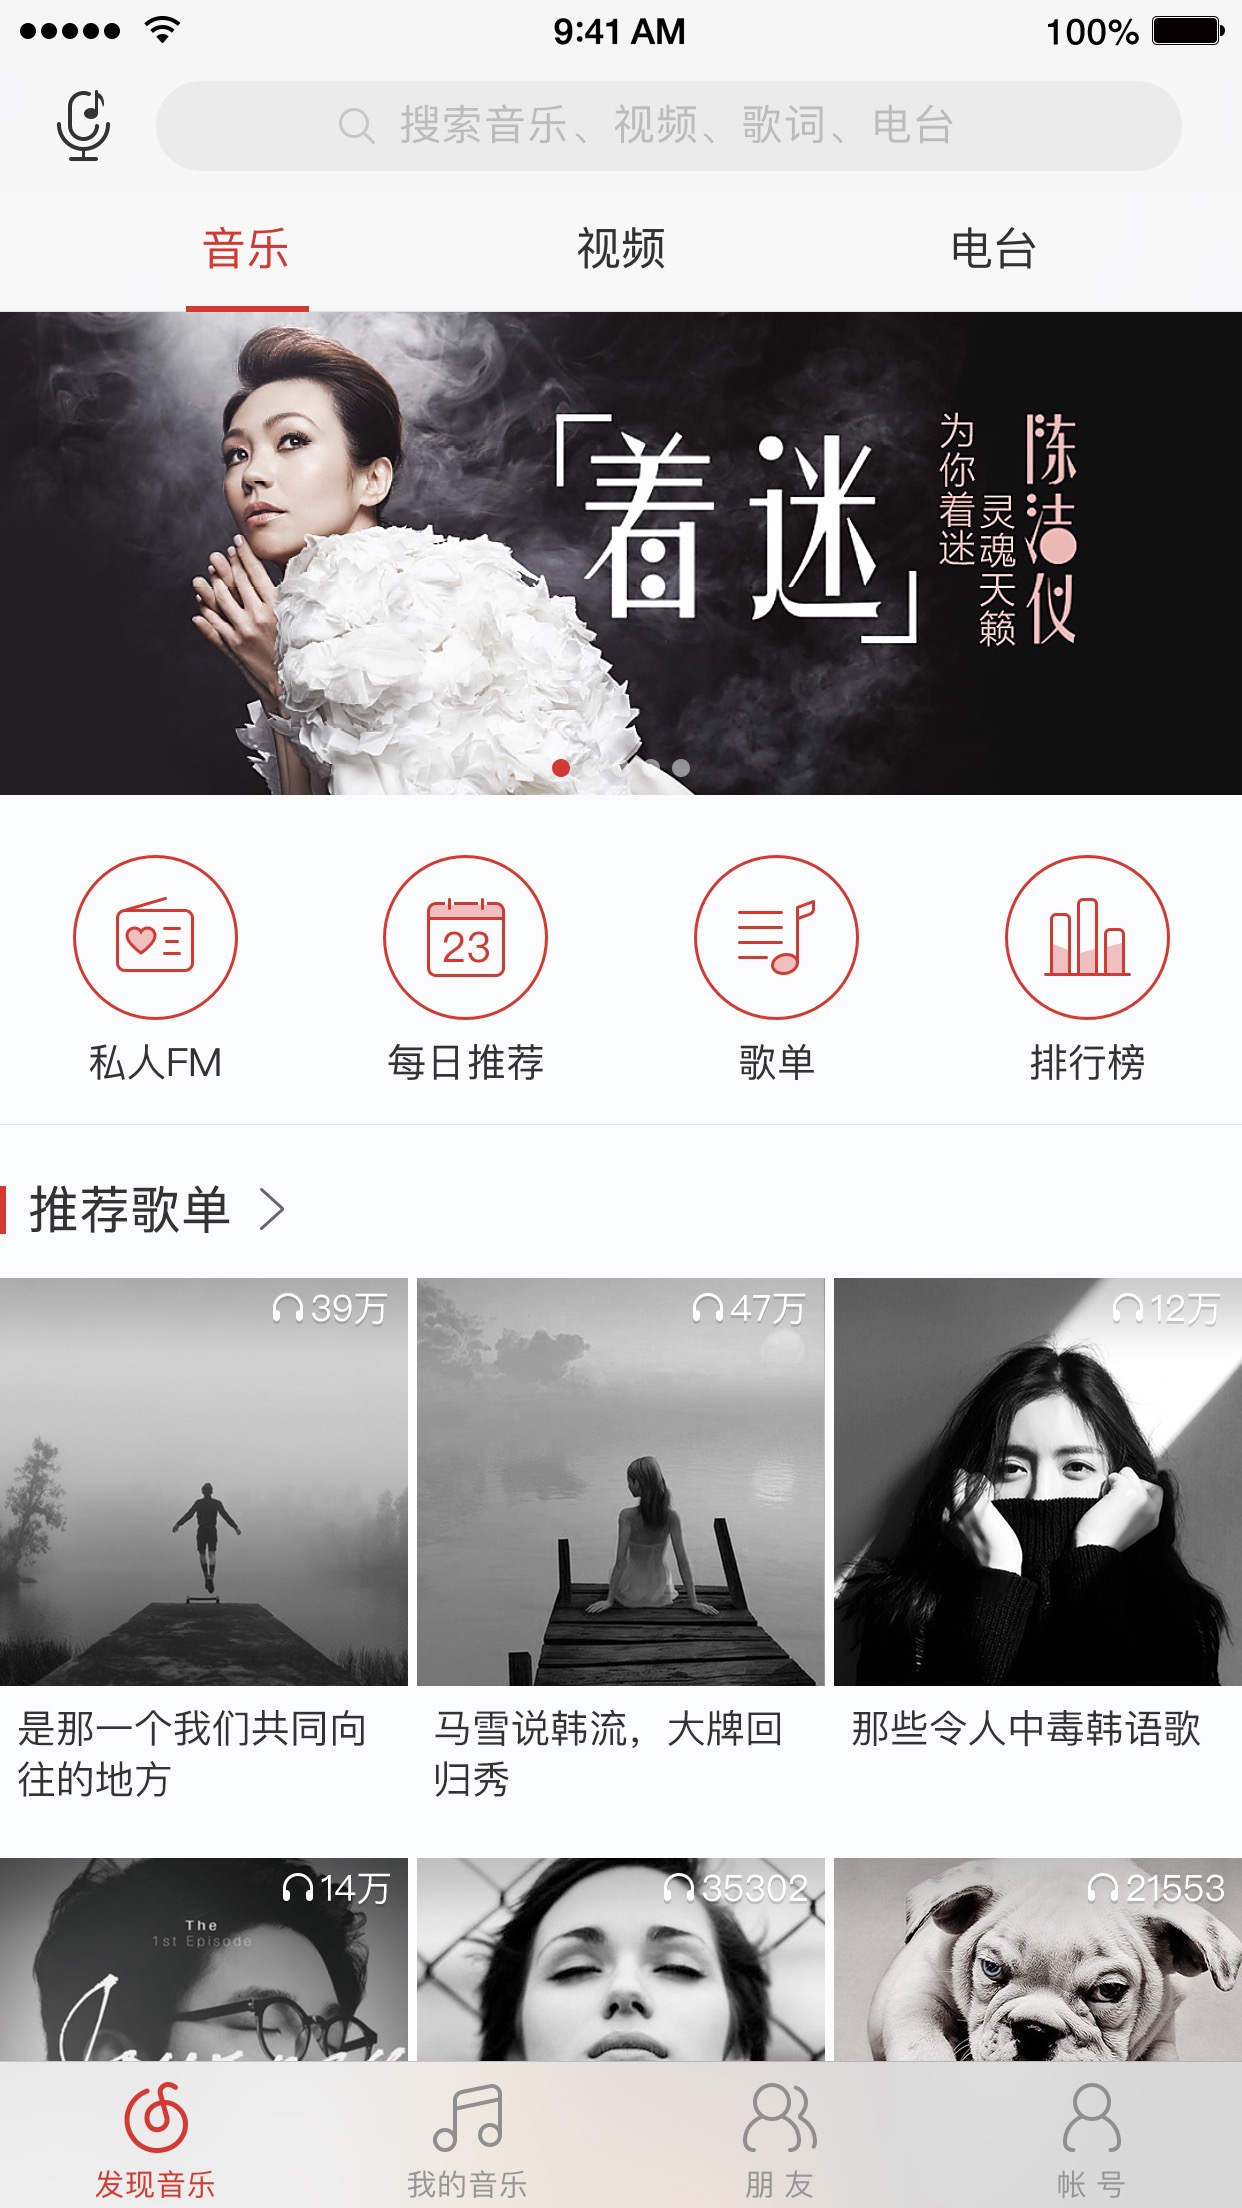 9:41 AM
100%
搜索音乐、视频、歌词、电台
音乐
视频
电台
「着迷」
为你着迷
灵魂天籁
陈洁仪
23
私人FM
每日推荐
歌单
排行榜
推荐歌单
39万
47万
12万
是那一个我们共同向
往的地方
马雪说韩流，大牌回
归秀
那些令人中毒韩语歌
14万
35302
21553
The
1st Episode
发现音乐
我的音乐
朋友
帐号